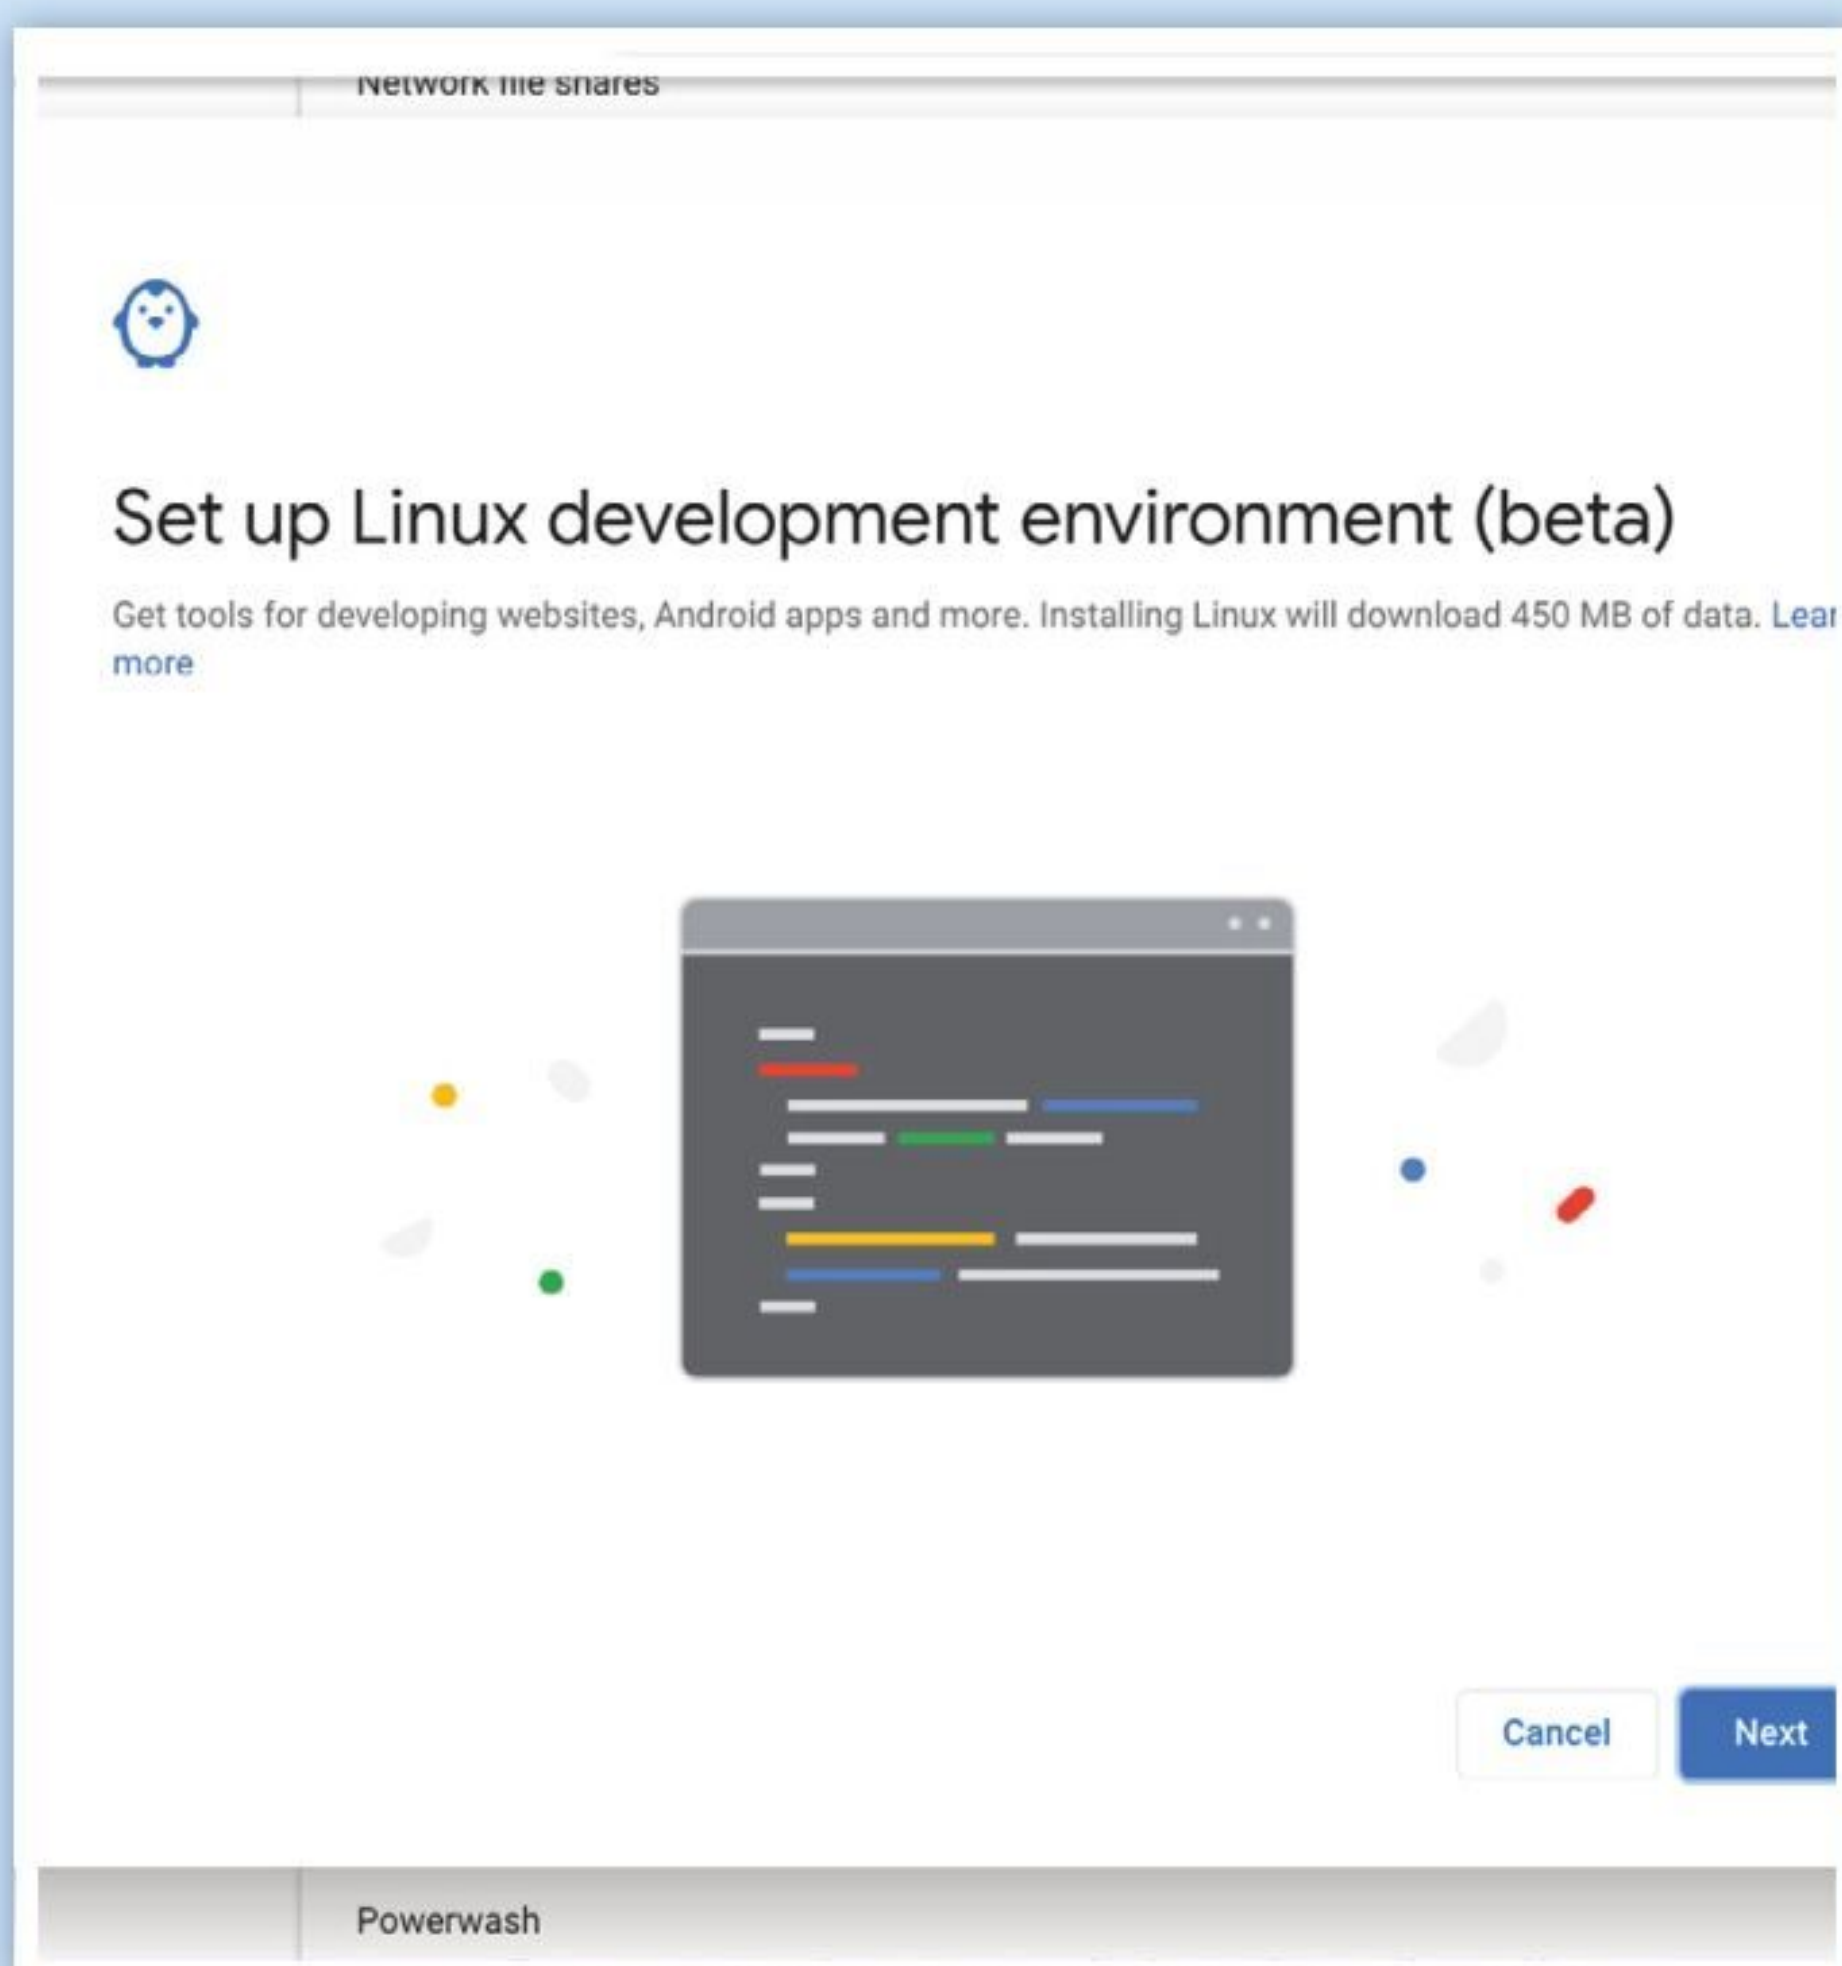 Network file shares
Set up Linux development environment (beta)
Get tools for developing websites, Android apps and more. Installing Linux will download 450 MB of data. Lear
more
Cancel
Next
Powerwash